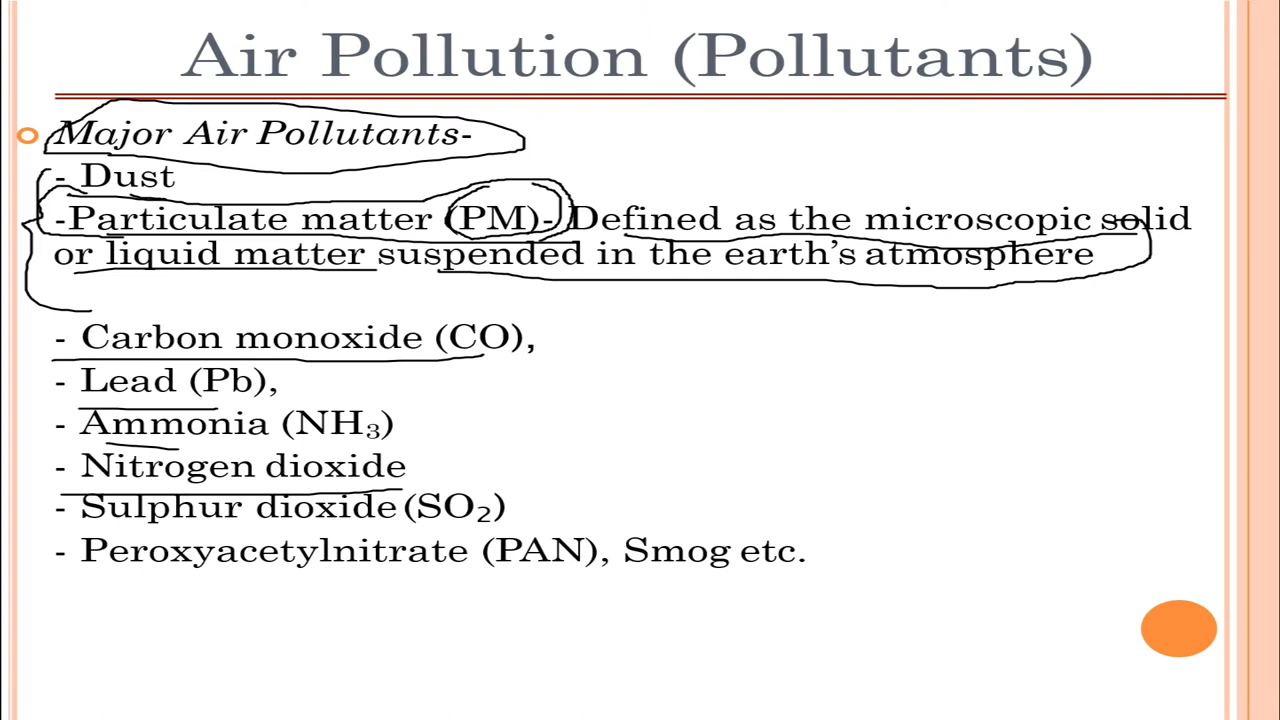 Air Pollution (Pollutants)
Major Air Pollutants-
- Dust
-Particulate matter (PM)- Defined as the microscopic solid
or liquid matter suspended in the earth's atmosphere
- Carbon monoxide (CO),
- Lead (Pb),
- Ammonia (NH₃)
- Nitrogen dioxide
- Sulphur dioxide (SO₂)
- Peroxyacetylnitrate (PAN), Smog etc.